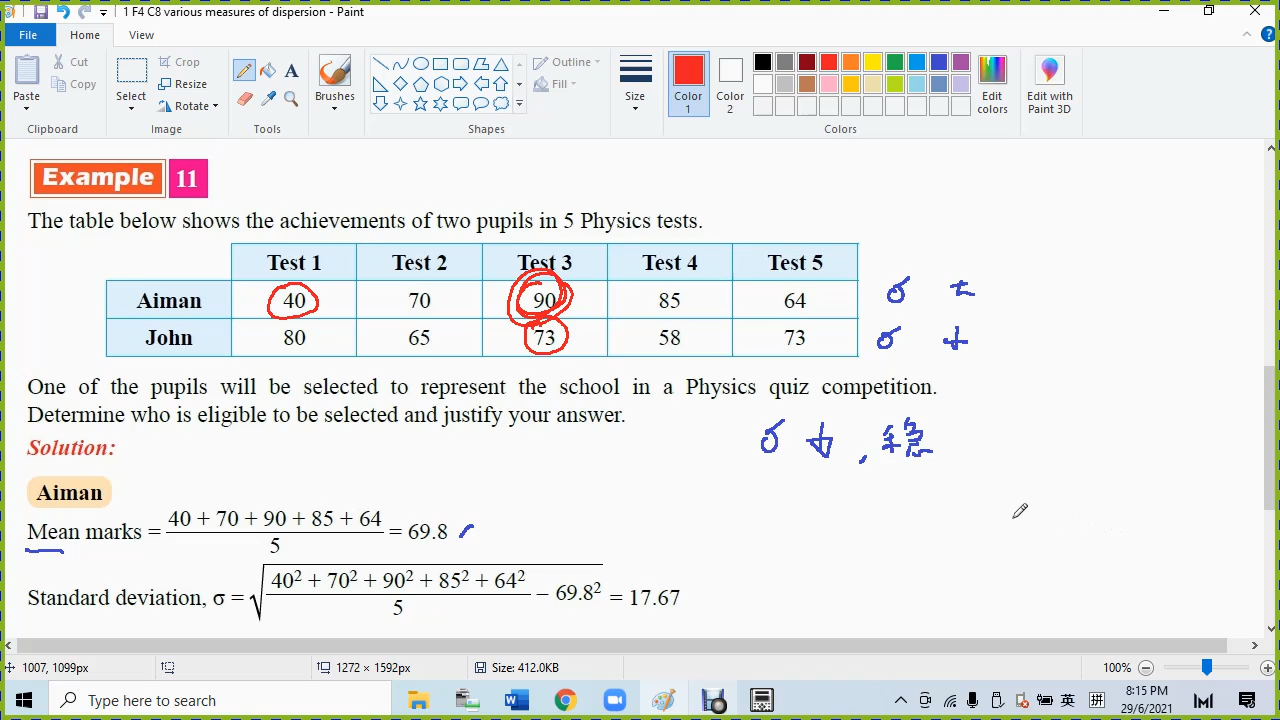 1 F4 C8 various measures of dispersion - Paint
File Home View
Paste Cut Copy Clipboard
Select Crop Resize Rotate Image
Tools
Brushes
Shapes Outline Fill
Size
Color 1 Color 2 Edit colors Colors
Edit with Paint 3D
Example 11
The table below shows the achievements of two pupils in 5 Physics tests.
Test 1 Test 2 Test 3 Test 4 Test 5
Aiman 40 70 90 85 64 σ 大
John 80 65 73 58 73 σ 小
One of the pupils will be selected to represent the school in a Physics quiz competition.
Determine who is eligible to be selected and justify your answer.
σ 小 , 稳
Solution:
Aiman
Mean marks = (40 + 70 + 90 + 85 + 64)/5 = 69.8
Standard deviation, σ = √((40² + 70² + 90² + 85² + 64²)/5 − 69.8²) = 17.67
1007, 1099px 1272 × 1592px Size: 412.0KB 100%
Type here to search
英 拼 8:15 PM
29/6/2021